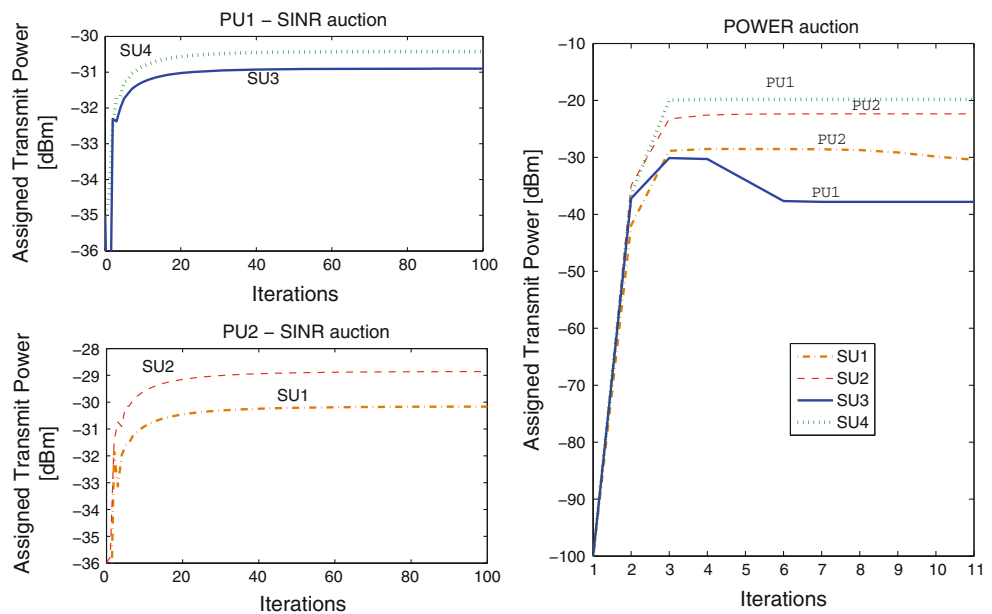 PU1 − SINR auction
Assigned Transmit Power
[dBm]
−30
−31
−32
−33
−34
−35
−36
SU4
SU3
0
20
40
60
80
100
Iterations
PU2 − SINR auction
Assigned Transmit Power
[dBm]
−28
−29
−30
−31
−32
−33
−34
−35
−36
SU2
SU1
0
20
40
60
80
100
Iterations
POWER auction
Assigned Transmit Power [dBm]
−10
−20
−30
−40
−50
−60
−70
−80
−90
−100
PU1
PU2
PU2
PU1
SU1
SU2
SU3
SU4
1
2
3
4
5
6
7
8
9
10
11
Iterations